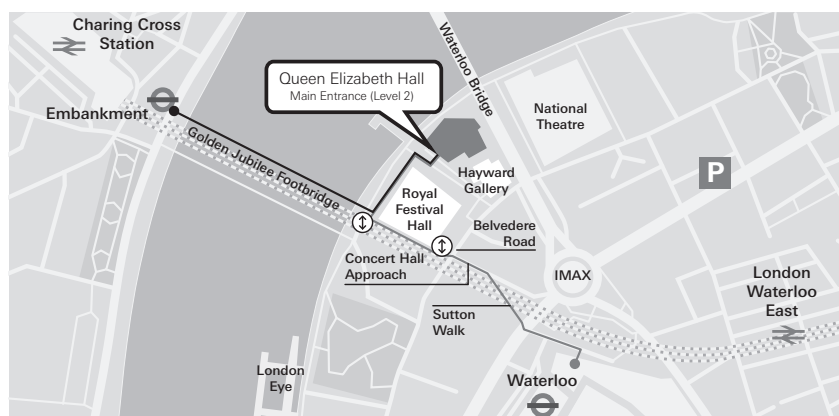 Charing Cross
Station
Embankment
Queen Elizabeth Hall
Main Entrance (Level 2)
Waterloo Bridge
National
Theatre
Golden Jubilee Footbridge
Hayward
Gallery
P
Royal
Festival
Hall
Belvedere
Road
Concert Hall
Approach
IMAX
London
Waterloo
East
Sutton
Walk
London
Eye
Waterloo